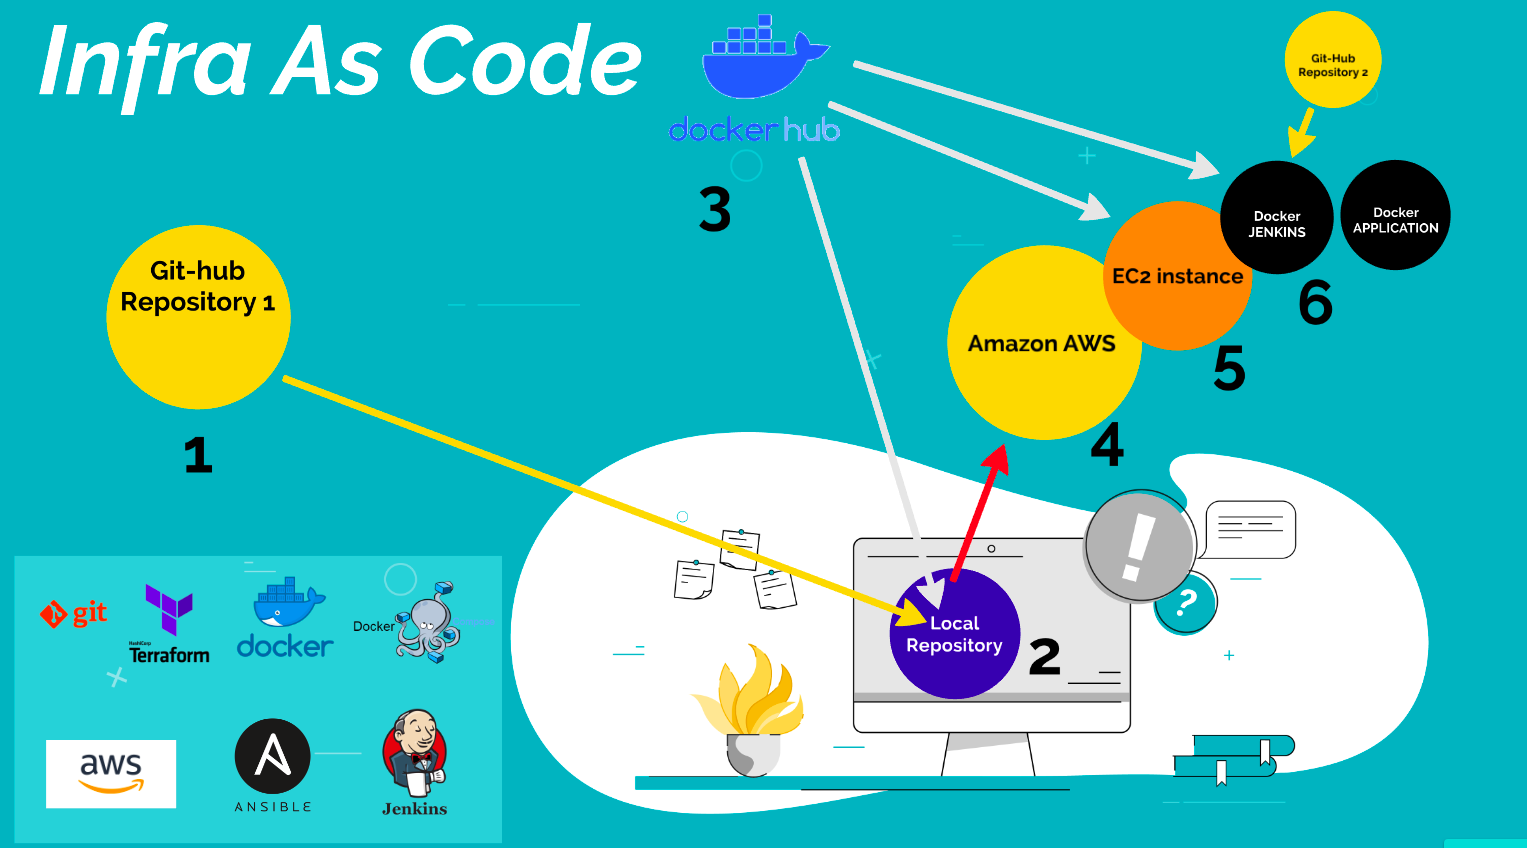 Infra As Code
docker hub
3
Git-Hub
Repository 2
Docker
JENKINS
Docker
APPLICATION
6
EC2 instance
5
Amazon AWS
4
Git-hub
Repository 1
1
!
?
Local
Repository
2
git
HashiCorp
Terraform
docker
Docker
aws
ANSIBLE
Jenkins